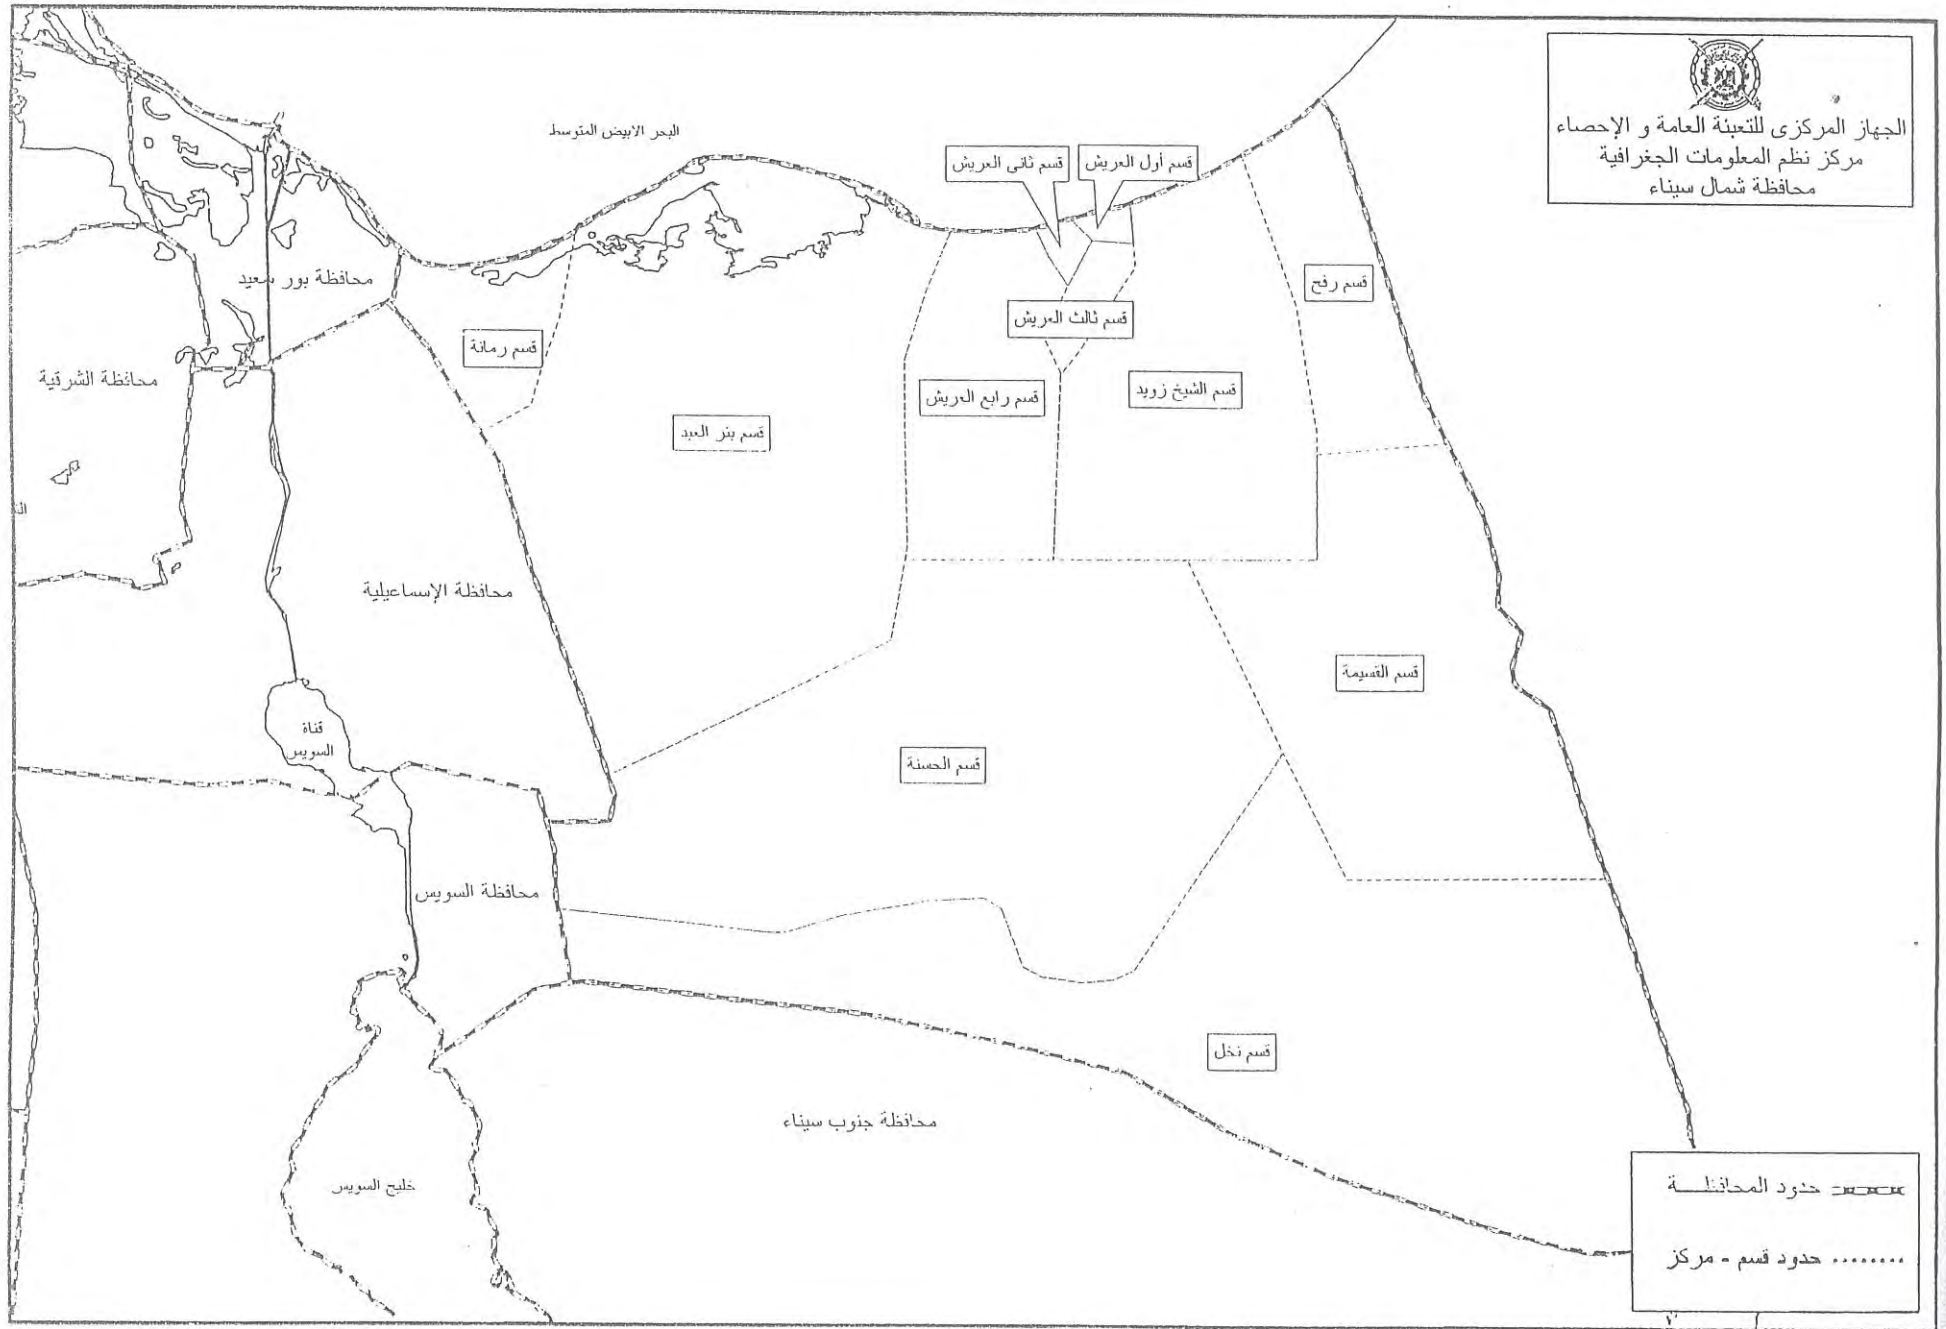 الجهاز المركزى للتعبئة العامة و الإحصاء
مركز نظم المعلومات الجغرافية
محافظة شمال سيناء
البحر الابيض المتوسط
قسم أول العريش
قسم ثانى العريش
محافظة بور سعيد
قسم رفح
قسم ثالث العريش
قسم رمانة
محافظة الشرقية
قسم الشيخ زويد
قسم رابع العريش
قسم بئر العبد
محافظة الإسماعيلية
قسم القسيمة
قناة
السويس
قسم الحسنة
محافظة السويس
قسم نخل
محافظة جنوب سيناء
خليج السويس
حدود المحافظـــــة
حدود قسم - مركز